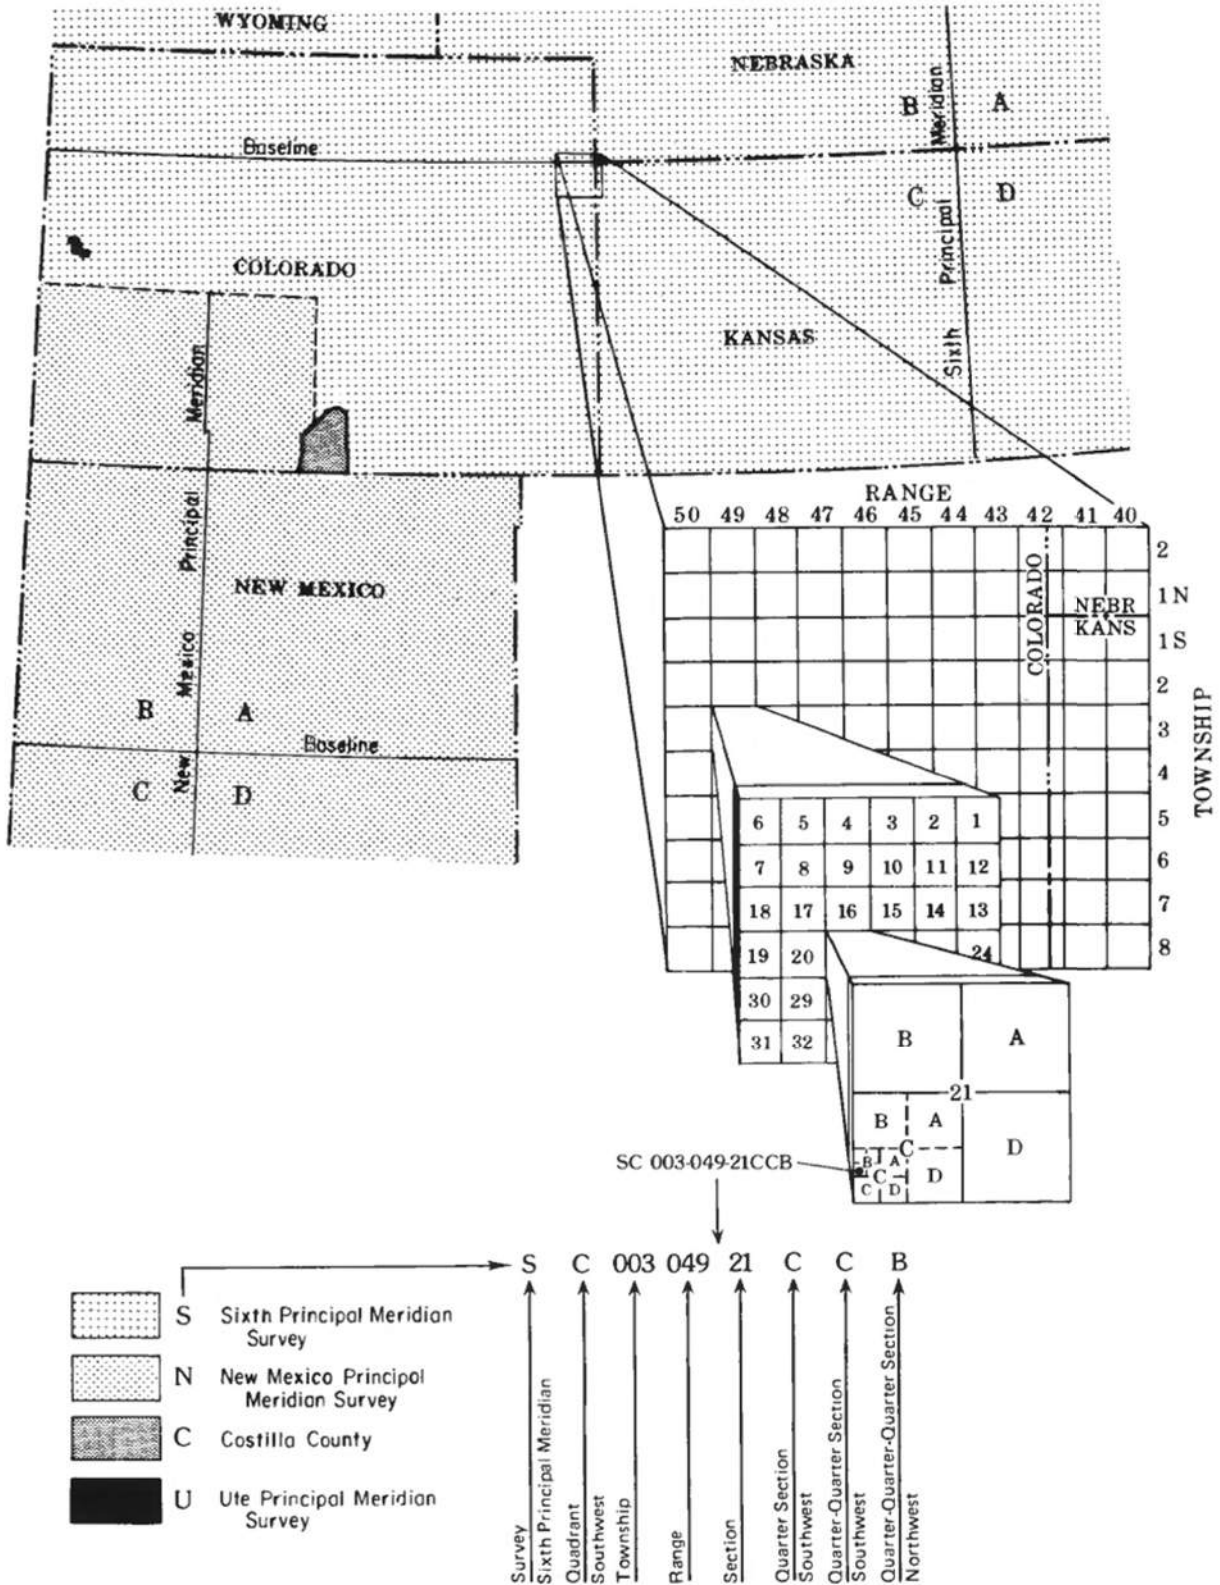 WYOMING
NEBRASKA
B A
Meridian
Baseline
C D
Principal
COLORADO
KANSAS
Sixth
Meridian
Principal
NEW MEXICO
Mexico
B A
Baseline
New
C D
RANGE
50 49 48 47 46 45 44 43 42 41 40
2
1 N
1 S
2
3
4
5
6
7
8
TOWNSHIP
COLORADO
NEBR
KANS
6 5 4 3 2 1
7 8 9 10 11 12
18 17 16 15 14 13
19 20 24
30 29
31 32
B A
21
B A
C
D
D
B A
C
C D
SC 003-049-21CCB
S C 003 049 21 C C B
S Sixth Principal Meridian
Survey
N New Mexico Principal
Meridian Survey
C Costilla County
U Ute Principal Meridian
Survey
Survey
Sixth Principal Meridian
Quadrant
Southwest
Township
Range
Section
Quarter Section
Southwest
Quarter-Quarter Section
Southwest
Quarter-Quarter-Quarter Section
Northwest